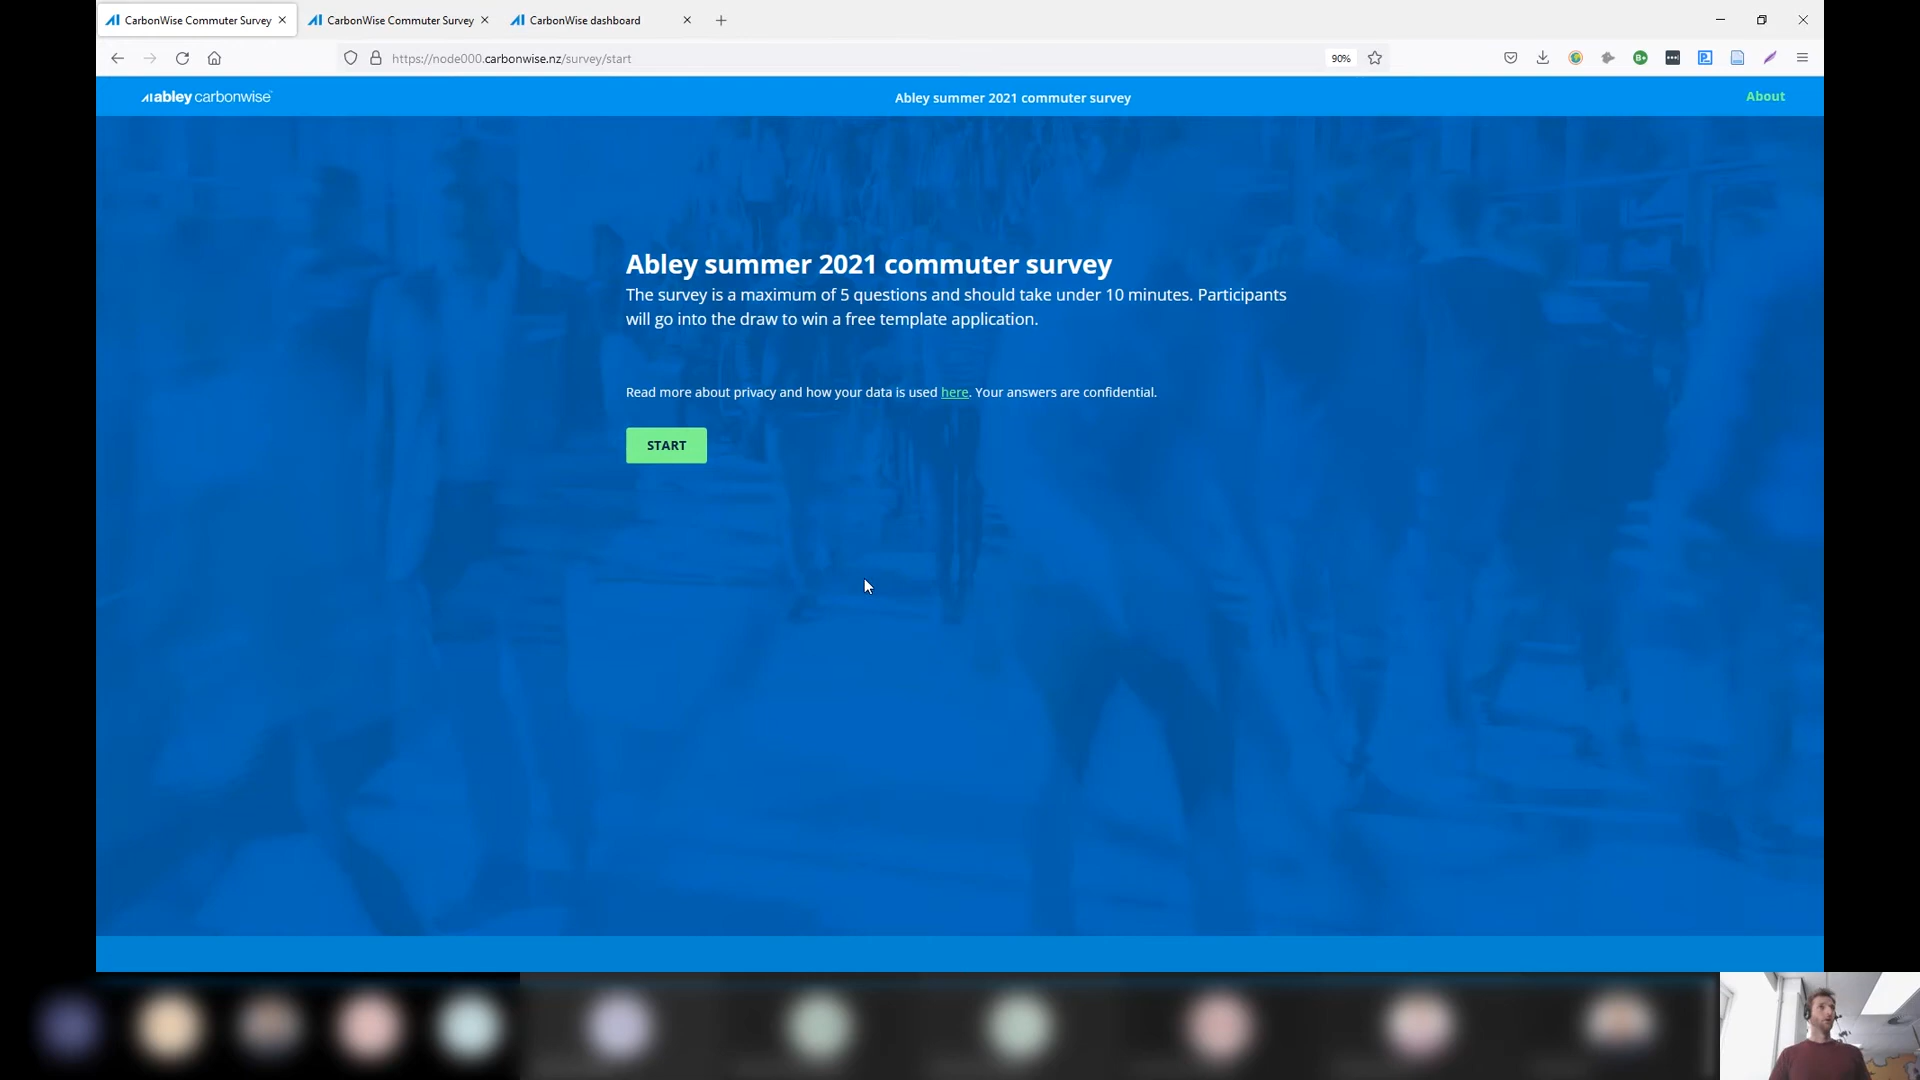 CarbonWise Commuter Survey
CarbonWise Commuter Survey
CarbonWise dashboard
https://node000.carbonwise.nz/survey/start
90%
abley carbonwise
Abley summer 2021 commuter survey
About
Abley summer 2021 commuter survey
The survey is a maximum of 5 questions and should take under 10 minutes. Participants
will go into the draw to win a free template application.
Read more about privacy and how your data is used here. Your answers are confidential.
START